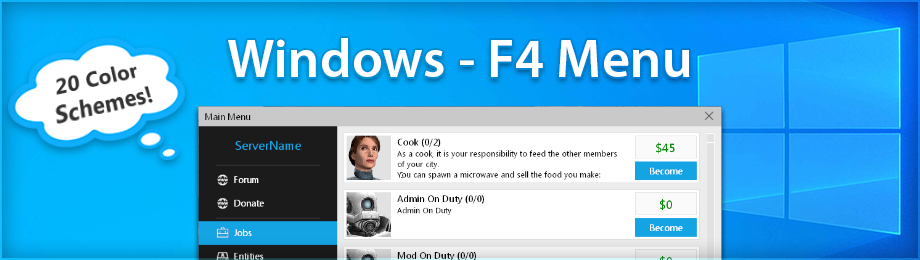 Windows - F4 Menu
20 Color
Schemes!
Main Menu
ServerName
Forum
Donate
Jobs
Entities
Cook (0/2)
As a cook, it is your responsibility to feed the other members
of your city.
You can spawn a microwave and sell the food you make:
$45
Become
Admin On Duty (0/0)
Admin On Duty
$0
Become
Mod On Duty (0/0)
$0